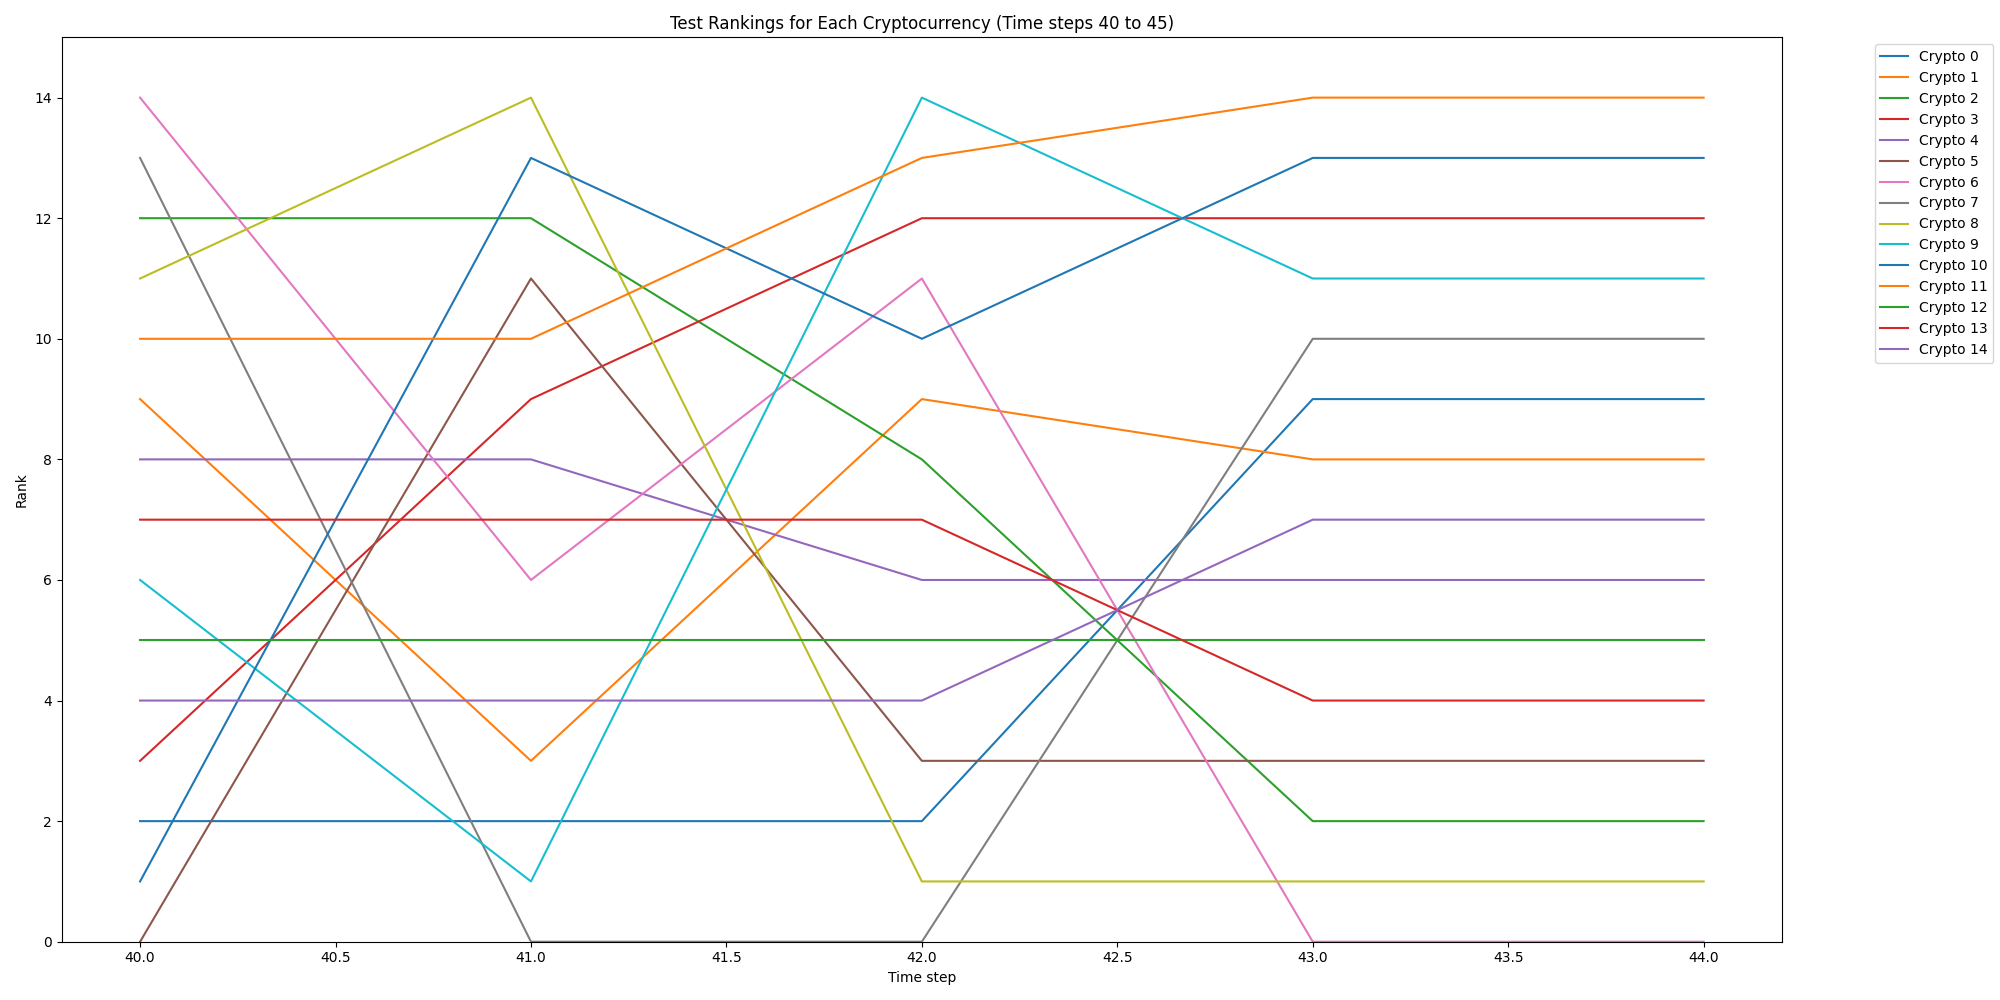 Test Rankings for Each Cryptocurrency (Time steps 40 to 45)
Crypto 0
Crypto 1
Crypto 2
Crypto 3
Crypto 4
Crypto 5
Crypto 6
Crypto 7
Crypto 8
Crypto 9
Crypto 10
Crypto 11
Crypto 12
Crypto 13
Crypto 14
14
12
10
8
6
4
2
0
Rank
40.0 40.5 41.0 41.5 42.0 42.5 43.0 43.5 44.0
Time step